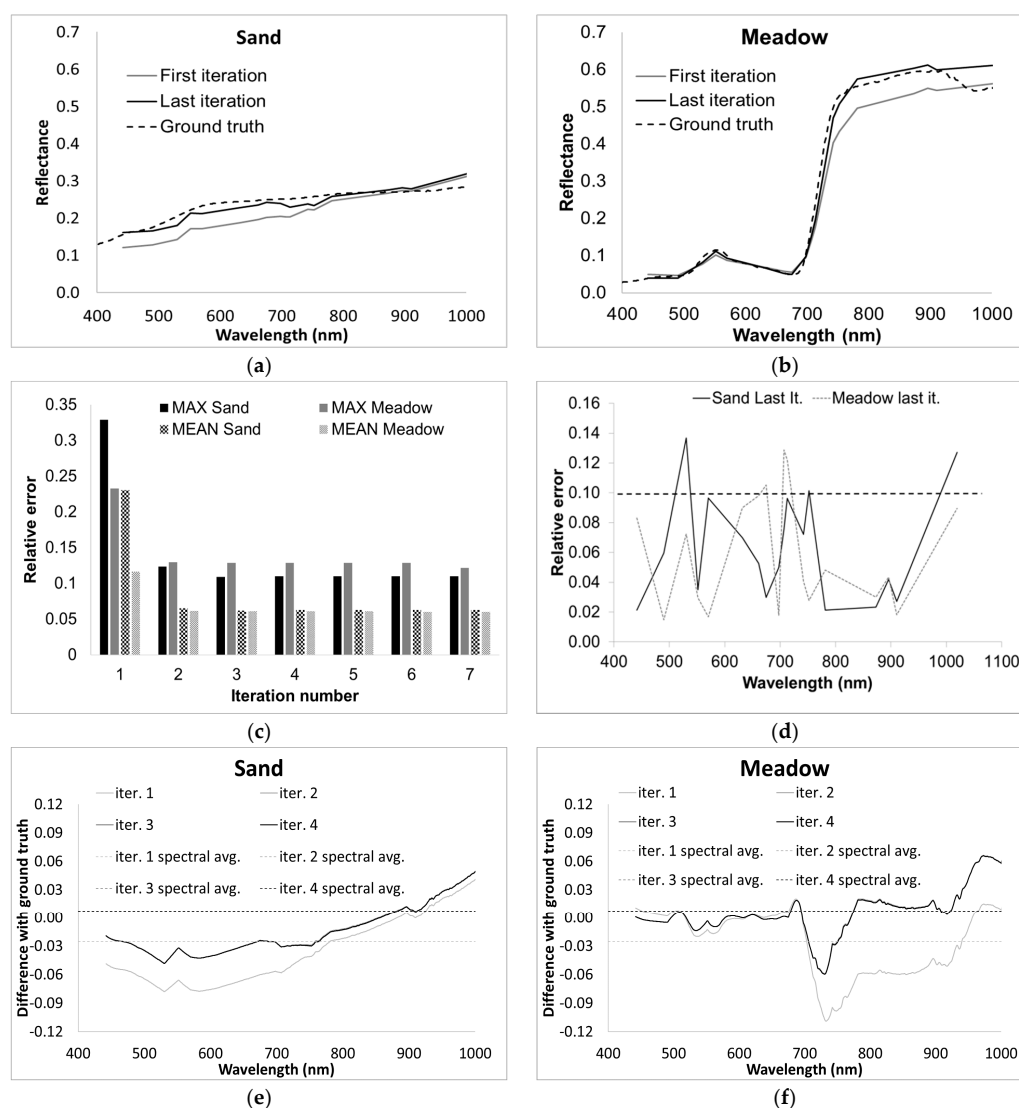 Sand
0.7
0.6
0.5
0.4
0.3
0.2
0.1
0.0
Reflectance
First iteration
Last iteration
Ground truth
400 500 600 700 800 900 1000
Wavelength (nm)
(a)
Meadow
0.7
0.6
0.5
0.4
0.3
0.2
0.1
0.0
Reflectance
First iteration
Last iteration
Ground truth
400 500 600 700 800 900 1000
Wavelength (nm)
(b)
0.35
0.3
0.25
0.2
0.15
0.1
0.05
0
Relative error
MAX Sand MAX Meadow
MEAN Sand MEAN Meadow
1 2 3 4 5 6 7
Iteration number
(c)
0.16
0.14
0.12
0.10
0.08
0.06
0.04
0.02
0.00
Relative error
Sand Last It. Meadow last it.
400 500 600 700 800 900 1000 1100
Wavelength (nm)
(d)
Sand
iter. 1 iter. 2
iter. 3 iter. 4
iter. 1 spectral avg. iter. 2 spectral avg.
iter. 3 spectral avg. iter. 4 spectral avg.
0.12
0.09
0.06
0.03
0.00
-0.03
-0.06
-0.09
-0.12
Difference with ground truth
400 500 600 700 800 900 1000
Wavelength (nm)
(e)
Meadow
iter. 1 iter. 2
iter. 3 iter. 4
iter. 1 spectral avg. iter. 2 spectral avg.
iter. 3 spectral avg. iter. 4 spectral avg.
0.12
0.09
0.06
0.03
0.00
-0.03
-0.06
-0.09
-0.12
Difference with ground truth
400 500 600 700 800 900 1000
Wavelength (nm)
(f)